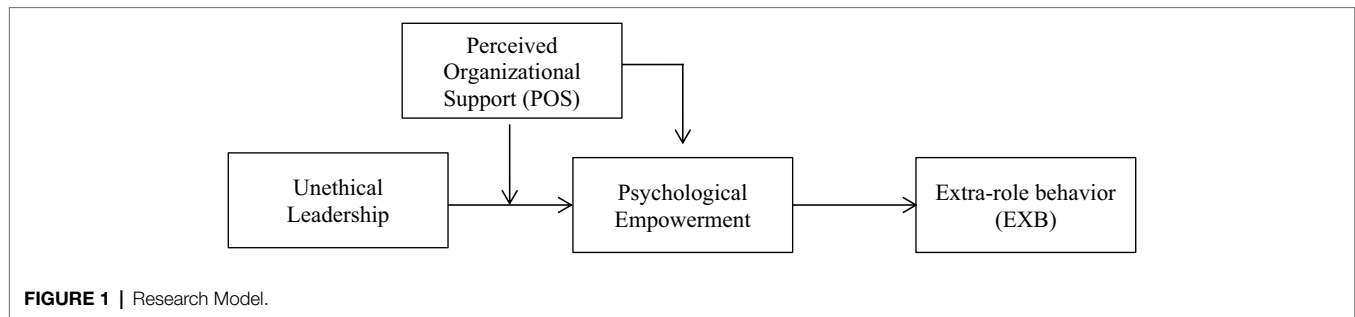 Perceived
Organizational
Support (POS)
Unethical
Leadership
Psychological
Empowerment
Extra-role behavior
(EXB)
FIGURE 1 | Research Model.